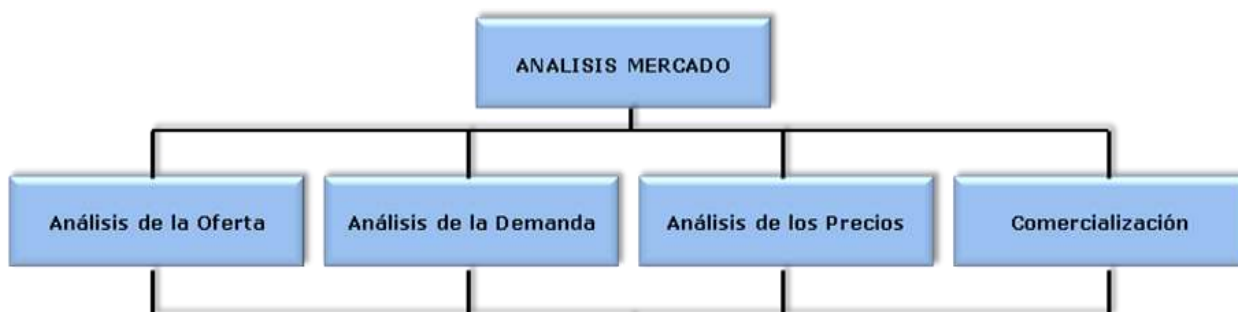 ANALISIS MERCADO
Análisis de la Oferta
Análisis de la Demanda
Análisis de los Precios
Comercialización